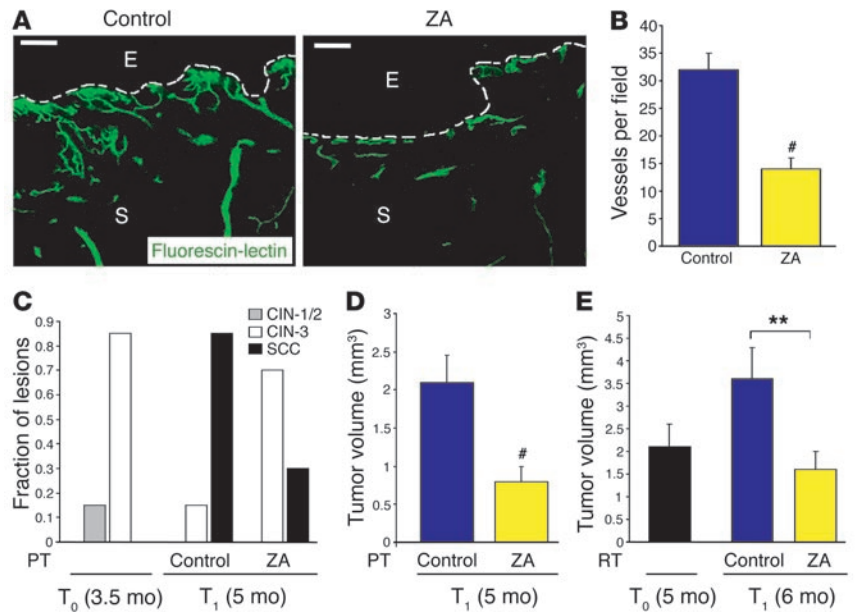 A
Control
ZA
E
S
Fluorescin-lectin
E
S
B
Vessels per field
40
35
30
25
20
15
10
5
0
#
Control
ZA
C
Fraction of lesions
0.9
0.8
0.7
0.6
0.5
0.4
0.3
0.2
0.1
0
CIN-1/2
CIN-3
SCC
PT
Control
ZA
T0 (3.5 mo)
T1 (5 mo)
D
Tumor volume (mm3)
3
2.5
2
1.5
1
0.5
0
#
PT
Control
ZA
T1 (5 mo)
E
Tumor volume (mm3)
5
4.5
4
3.5
3
2.5
2
1.5
1
0.5
0
**
RT
Control
ZA
T0 (5 mo)
T1 (6 mo)